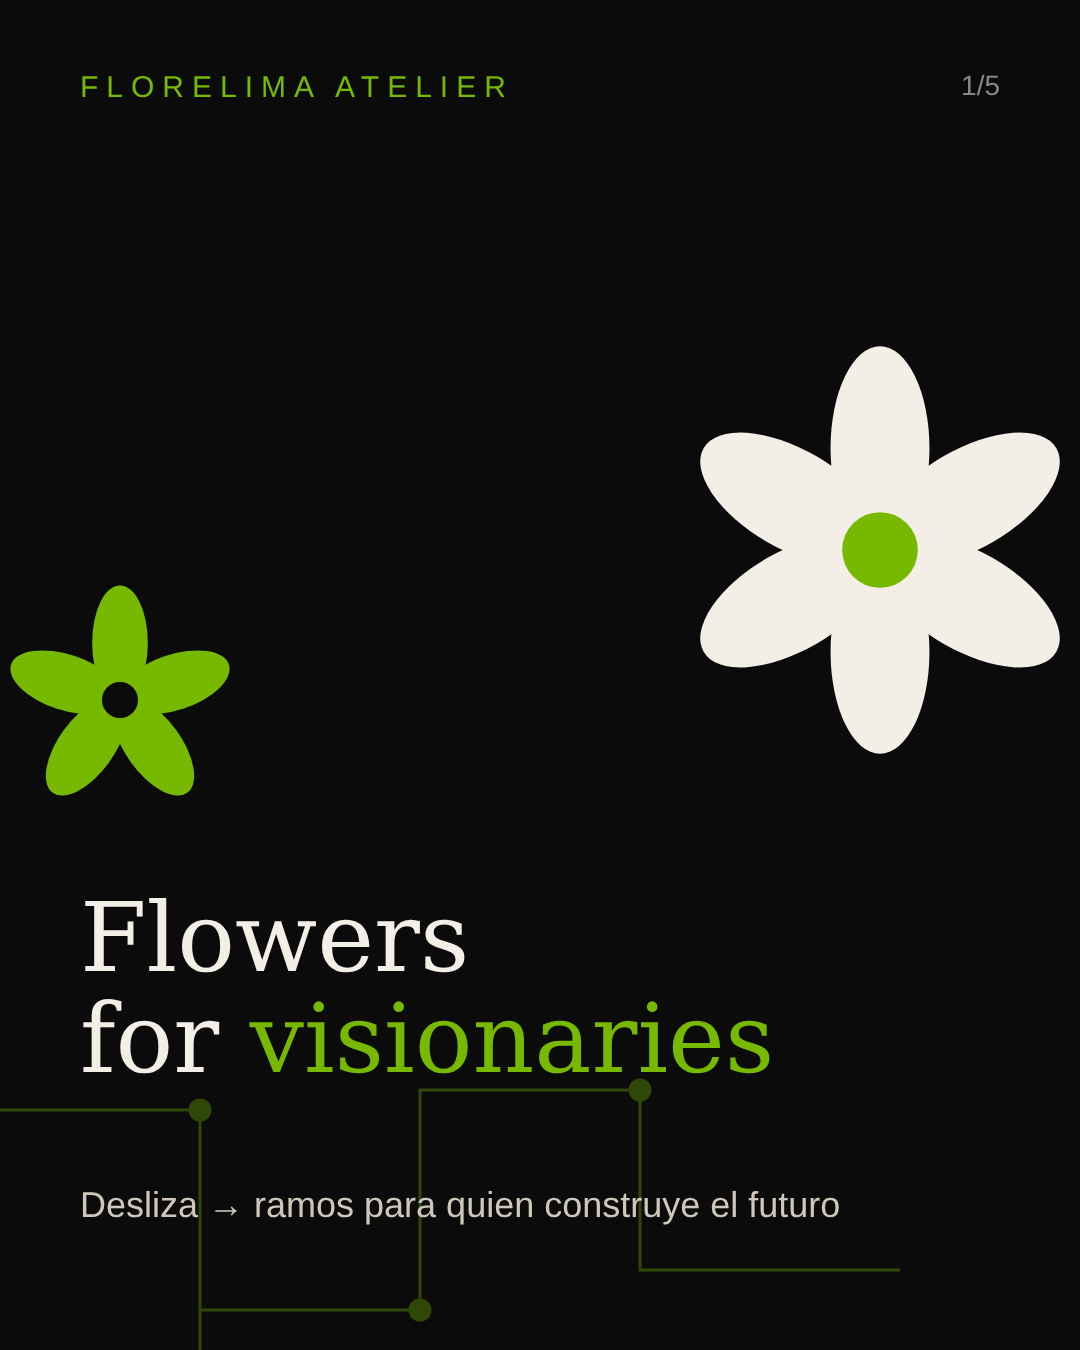 FLORELIMA ATELIER
1/5
Flowers
for visionaries
Desliza → ramos para quien construye el futuro